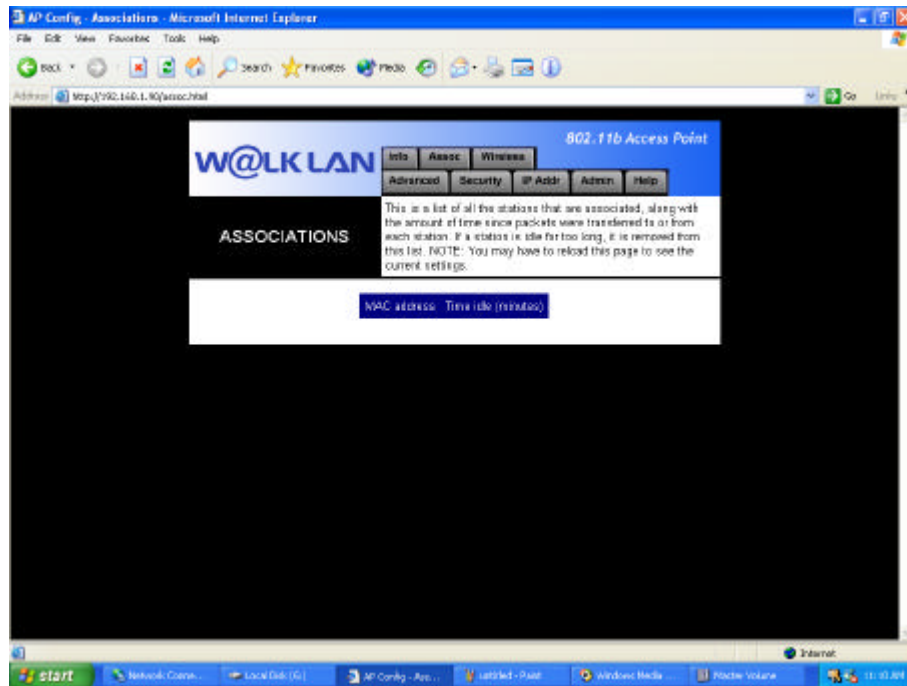 AP Config - Associations - Microsoft Internet Explorer
File Edit View Favorites Tools Help
Back Search Favorites Media
Address http://192.168.1.90/assoc.html Go Links
W@LK LAN
802.11b Access Point
Info Assoc Wireless
Advanced Security IP Addr Admin Help
ASSOCIATIONS
This is a list of all the stations that are associated, along with
the amount of time since packets were transferred to or from
each station. If a station is idle for too long, it is removed from
this list. NOTE: You may have to reload this page to see the
current settings.
MAC address Time idle (minutes)
Internet
start Network Conne... Local Disk (G:) AP Config - Ass... untitled - Paint Windows Media ... Master Volume